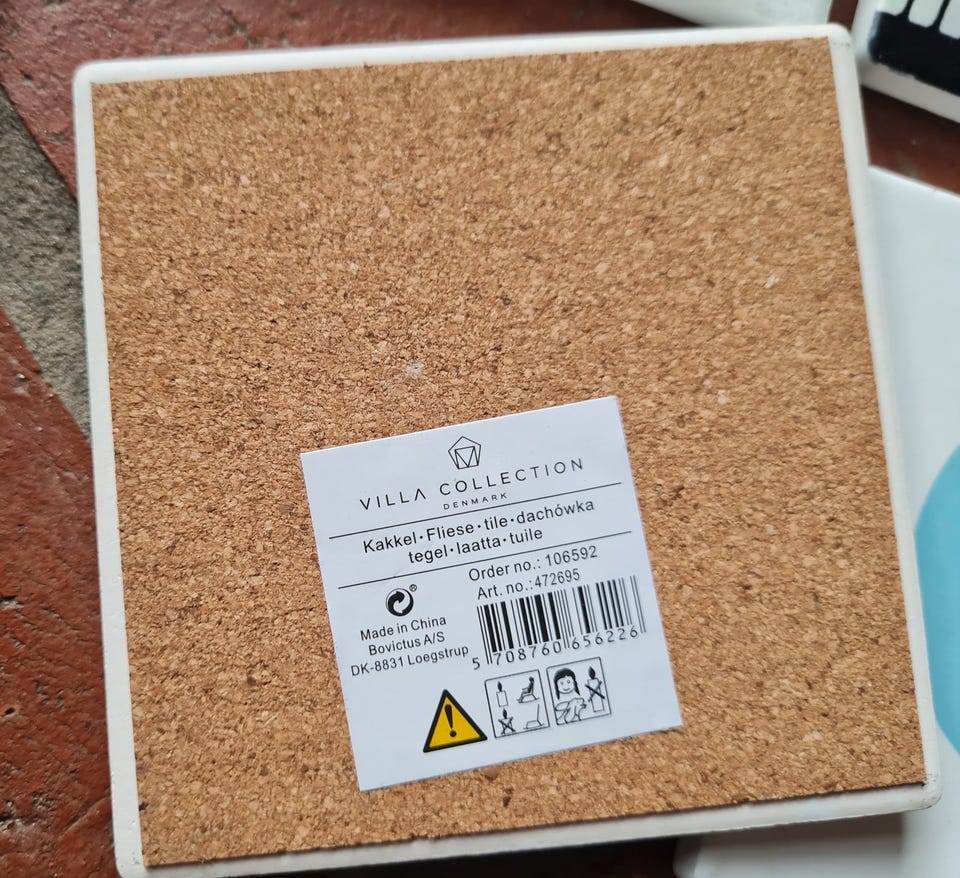 VILLA COLLECTION
DENMARK
Kakkel·Fliese·tile·dachówka
tegel·laatta·tuile
Order no.: 106592
Art. no.:472695
Made in China
Bovictus A/S
DK-8831 Loegstrup
5 708760 656226